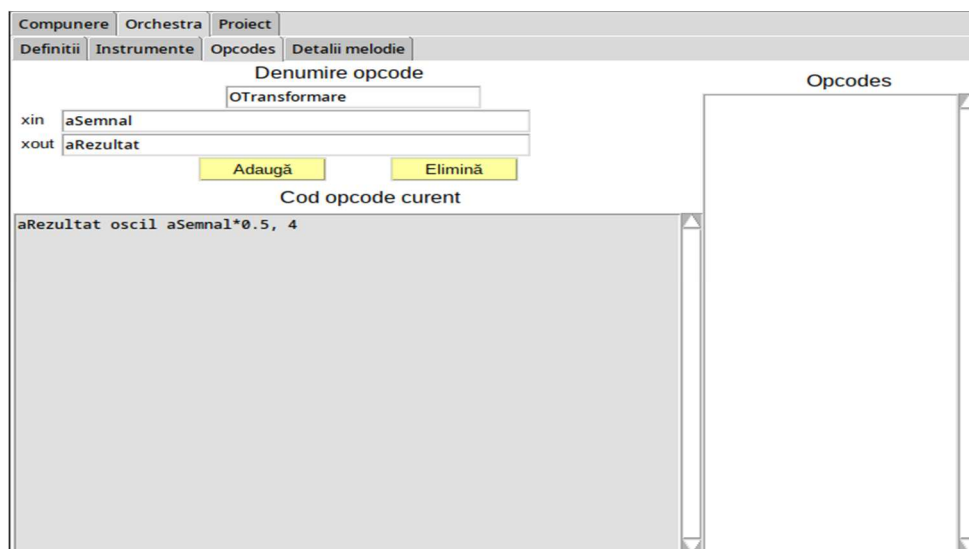 Compunere Orchestra Proiect
Definitii Instrumente Opcodes Detalii melodie
Denumire opcode
OTransformare
xin aSemnal
xout aRezultat
Adaugă Elimină
Cod opcode curent
aRezultat oscil aSemnal*0.5, 4
Opcodes